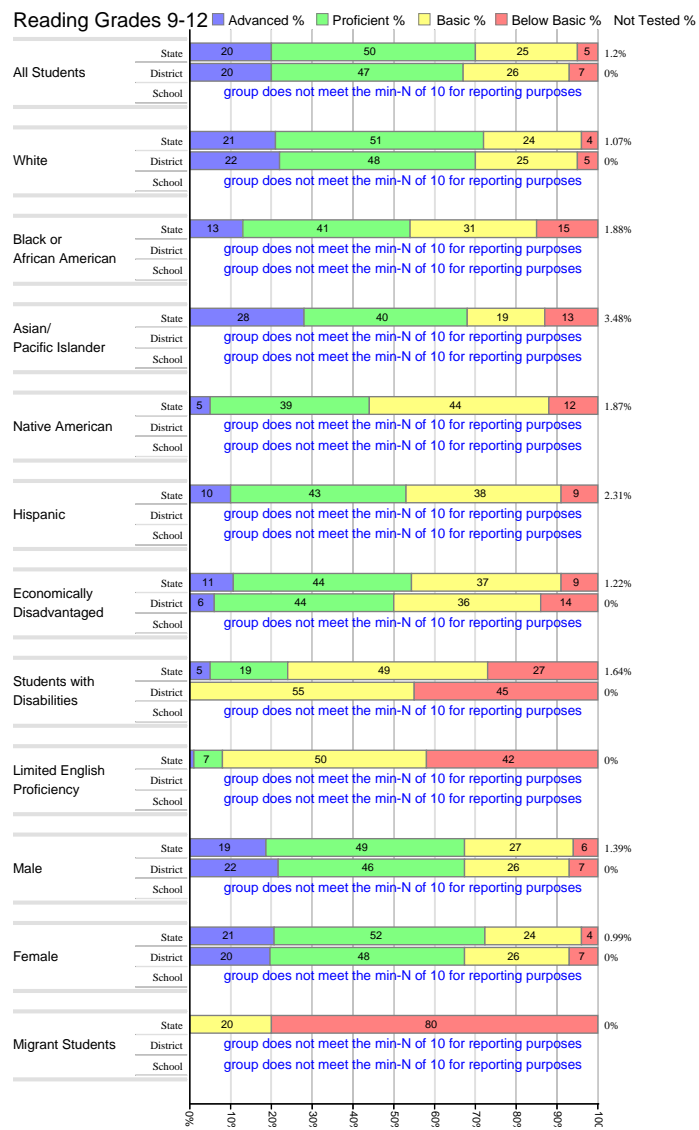 Reading Grades 9-12 Advanced % Proficient % Basic % Below Basic % Not Tested %
All Students
State 20 50 25 5 1.2%
District 20 47 26 7 0%
School group does not meet the min-N of 10 for reporting purposes
White
State 21 51 24 4 1.07%
District 22 48 25 5 0%
School group does not meet the min-N of 10 for reporting purposes
Black or
African American
State 13 41 31 15 1.88%
District group does not meet the min-N of 10 for reporting purposes
School group does not meet the min-N of 10 for reporting purposes
Asian/
Pacific Islander
State 28 40 19 13 3.48%
District group does not meet the min-N of 10 for reporting purposes
School group does not meet the min-N of 10 for reporting purposes
Native American
State 5 39 44 12 1.87%
District group does not meet the min-N of 10 for reporting purposes
School group does not meet the min-N of 10 for reporting purposes
Hispanic
State 10 43 38 9 2.31%
District group does not meet the min-N of 10 for reporting purposes
School group does not meet the min-N of 10 for reporting purposes
Economically
Disadvantaged
State 11 44 37 9 1.22%
District 6 44 36 14 0%
School group does not meet the min-N of 10 for reporting purposes
Students with
Disabilities
State 5 19 49 27 1.64%
District 55 45 0%
School group does not meet the min-N of 10 for reporting purposes
Limited English
Proficiency
State 7 50 42 0%
District group does not meet the min-N of 10 for reporting purposes
School group does not meet the min-N of 10 for reporting purposes
Male
State 19 49 27 6 1.39%
District 22 46 26 7 0%
School group does not meet the min-N of 10 for reporting purposes
Female
State 21 52 24 4 0.99%
District 20 48 26 7 0%
School group does not meet the min-N of 10 for reporting purposes
Migrant Students
State 20 80 0%
District group does not meet the min-N of 10 for reporting purposes
School group does not meet the min-N of 10 for reporting purposes
0% 10% 20% 30% 40% 50% 60% 70% 80% 90%